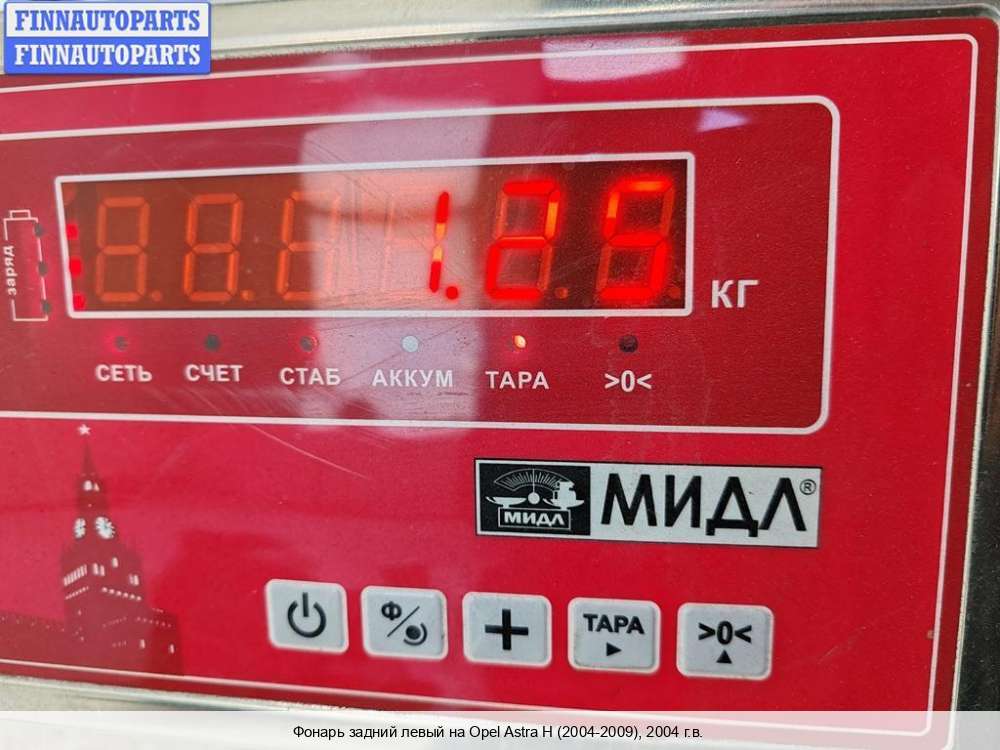 FINNAUTOPARTS
FINNAUTOPARTS
заряд
1.25
КГ
СЕТЬ СЧЕТ СТАБ АККУМ ТАРА >0<
МИДЛ
МИДЛ®
Ф
ТАРА
>0<
Фонарь задний левый на Opel Astra H (2004-2009), 2004 г.в.